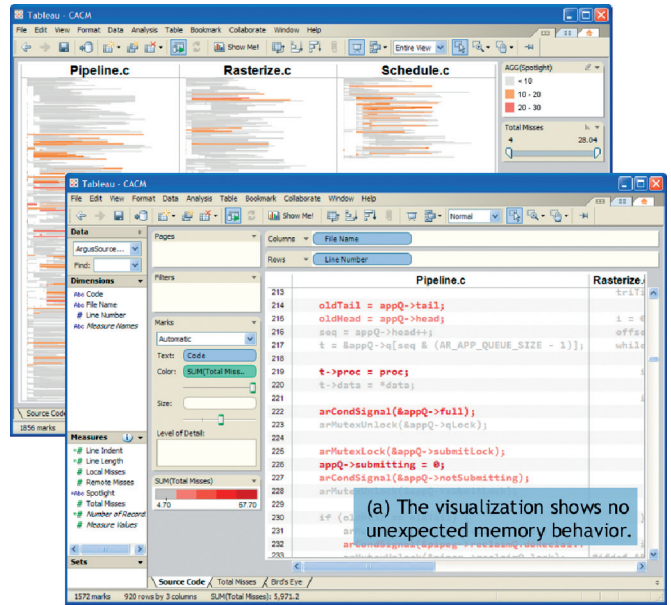 Tableau - CACM
File Edit View Format Data Analysis Table Bookmark Collaborate Window Help
Show Me! Entire View
Pipeline.c Rasterize.c Schedule.c
AGG(Spotlight)
< 10
10 - 20
20 - 30
Total Misses
4 28.04
Source Code
1856 marks
Tableau - CACM
File Edit View Format Data Analysis Table Bookmark Collaborate Window Help
Show Me! Normal
Data
ArgusSource...
Find:
Dimensions
Abc Code
Abc File Name
# Line Number
Abc Measure Names
Measures
# Line Indent
# Line Length
# Local Misses
# Remote Misses
Abc Spotlight
# Total Misses
# Number of Record
# Measure Values
Sets
Pages
Filters
Marks
Automatic
Text: Code
Color: SUM(Total Miss..
Size:
Level of Detail:
SUM(Total Misses)
4.70 67.70
Columns File Name
Rows Line Number
Pipeline.c Rasterize.
213
214 oldTail = appQ->tail;
215 oldHead = appQ->head; i = 0
216 seq = appQ->head++; offse
217 t = &appQ->q[seq & (AR_APP_QUEUE_SIZE - 1)]; while
218
219 t->proc = proc;
220 t->data = *data;
221
222 arCondSignal(&appQ->full);
223 arMutexUnlock(&appQ->qLock);
224
225 arMutexLock(&appQ->submitLock);
226 appQ->submitting = 0;
227 arCondSignal(&appQ->notSubmitting);
228
229
230
231
232
233
(a) The visualization shows no
unexpected memory behavior.
Source Code Total Misses Bird's Eye
1572 marks 920 rows by 3 columns SUM(Total Misses): 5,971.2